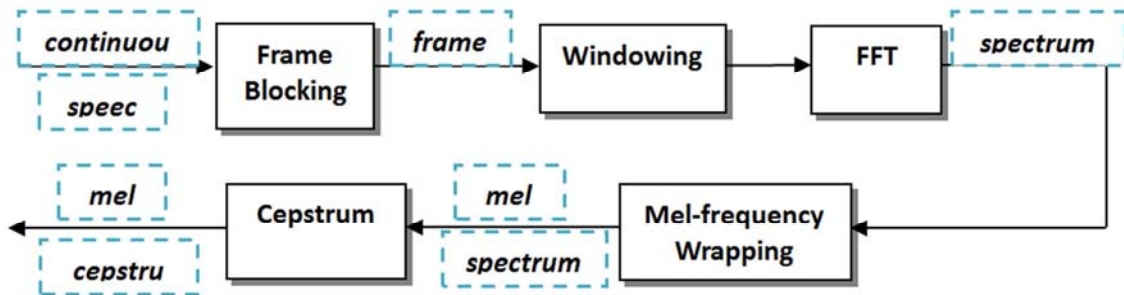 continuou
speec
Frame
Blocking
frame
Windowing
FFT
spectrum
mel
cepstru
Cepstrum
mel
spectrum
Mel-frequency
Wrapping